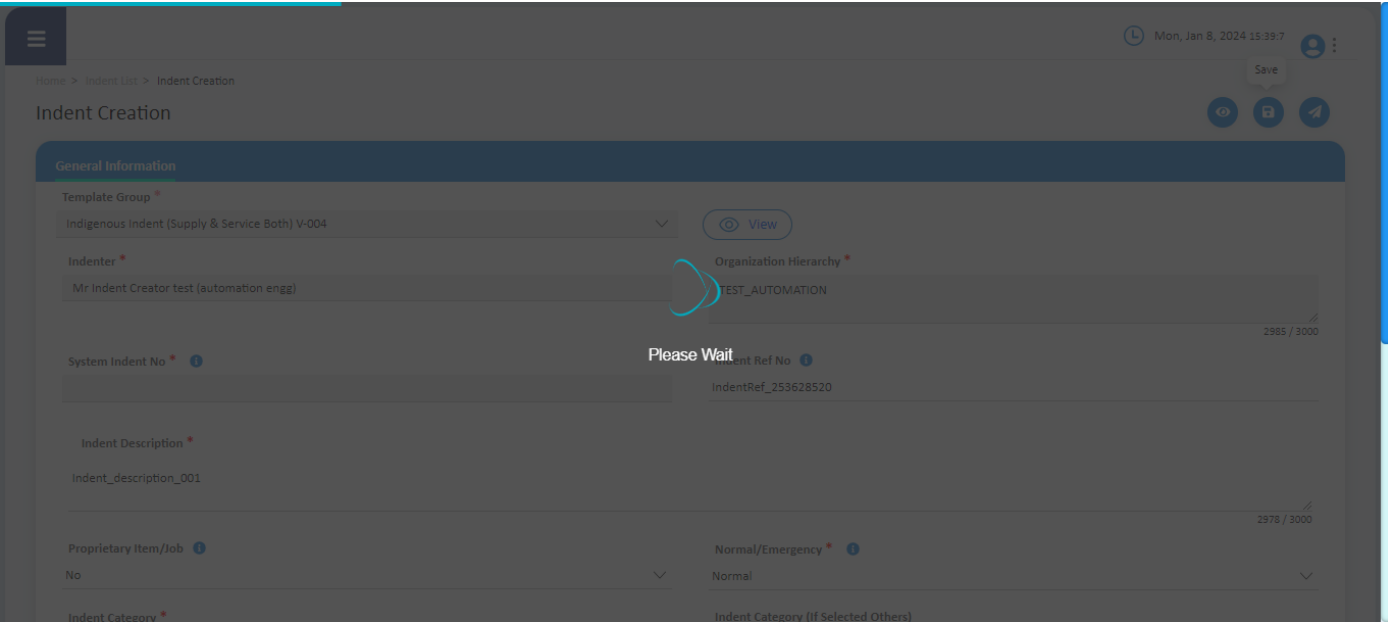 Mon, Jan 8, 2024 15:39:7
Save
Home > Indent List > Indent Creation
Indent Creation
General Information
Template Group *
Indigenous Indent (Supply & Service Both) V-004
View
Indenter *
Organization Hierarchy *
Mr Indent Creator test (automation engg)
TEST_AUTOMATION
2985 / 3000
Please Wait
System Indent No *
Indent Ref No
IndentRef_253628520
Indent Description *
Indent_description_001
2978 / 3000
Proprietary Item/Job
Normal/Emergency *
No
Normal
Indent Category *
Indent Category (If Selected Others)